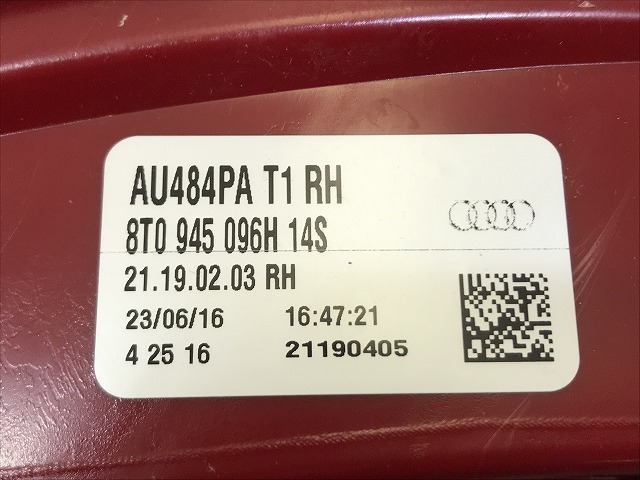 AU484PA T1 RH
8T0 945 096H 14S
21.19.02.03 RH
23/06/16 16:47:21
4 25 16 21190405